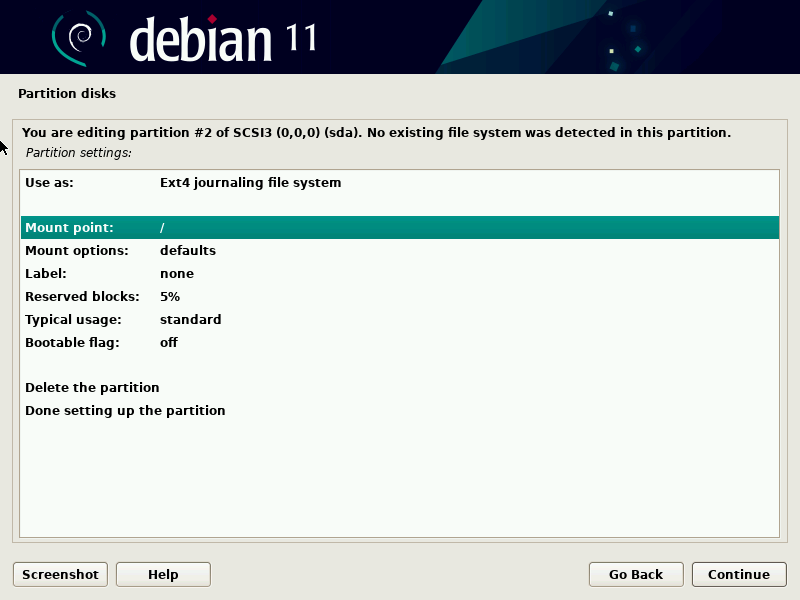 debian 11
Partition disks
You are editing partition #2 of SCSI3 (0,0,0) (sda). No existing file system was detected in this partition.
Partition settings:
Use as: Ext4 journaling file system
Mount point: /
Mount options: defaults
Label: none
Reserved blocks: 5%
Typical usage: standard
Bootable flag: off
Delete the partition
Done setting up the partition
Screenshot Help Go Back Continue